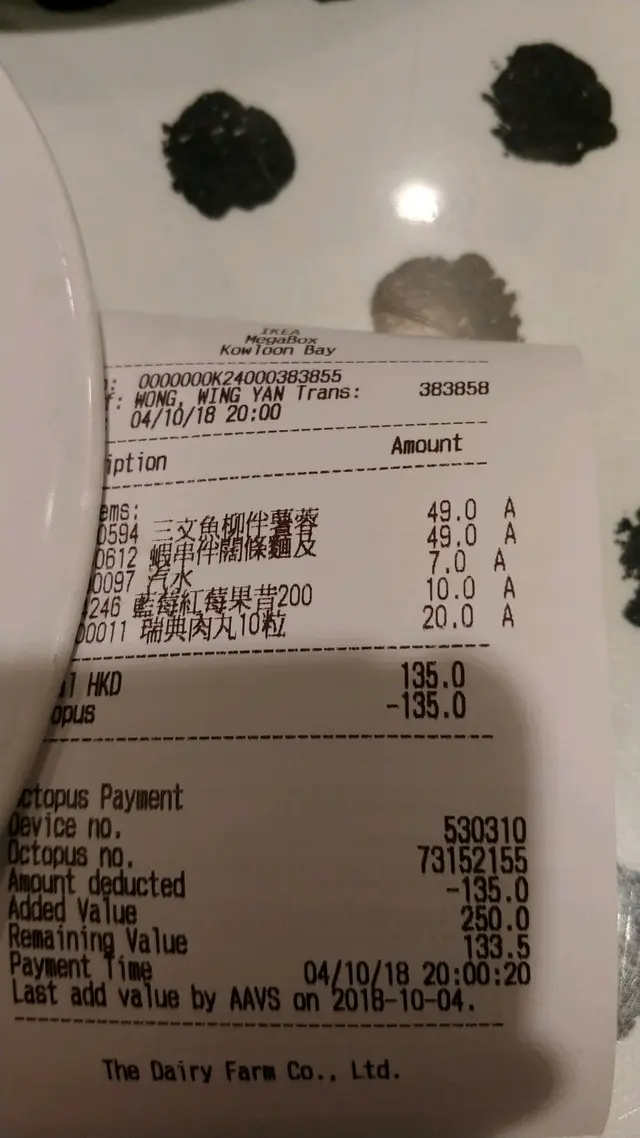 IKEA
MegaBox
Kowloon Bay
: 0000000K24000383855
f: WONG, WING YAN Trans: 383858
04/10/18 20:00
iption Amount
ems:
0594 三文魚柳伴薯蓉 49.0 A
0612 蝦串伴闊條麵及 49.0 A
0097 汽水 7.0 A
246 藍莓紅莓果昔200 10.0 A
00011 瑞典肉丸10粒 20.0 A
al HKD 135.0
opus -135.0
ctopus Payment
Device no. 530310
Octopus no. 73152155
Amount deducted -135.0
Added Value 250.0
Remaining Value 133.5
Payment Time 04/10/18 20:00:20
Last add value by AAVS on 2018-10-04.
The Dairy Farm Co., Ltd.